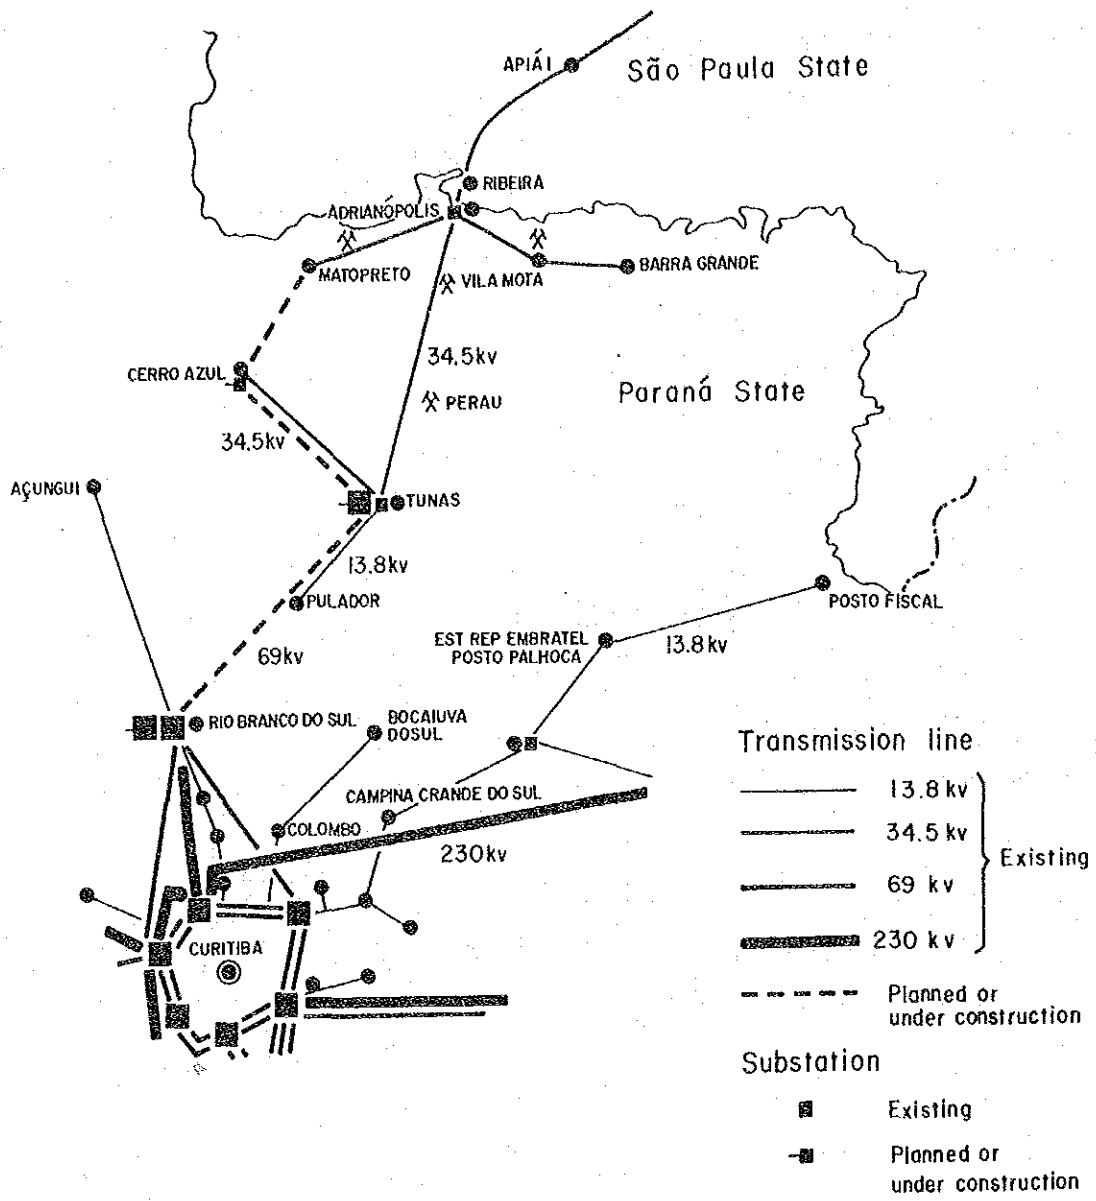 APIÁI
São Paula State
RIBEIRA
ADRIANÓPOLIS
MATOPRETO
VILA MOTA
BARRA GRANDE
34.5kv
CERRO AZUL
PERAU
Paraná State
34.5kv
AÇUNGUI
TUNAS
13.8kv
PULADOR
POSTO FISCAL
EST REP EMBRATEL
POSTO PALHOCA
13.8kv
69kv
RIO BRANCO DO SUL
BOCAIUVA
DOSUL
CAMPINA CRANDE DO SUL
COLOMBO
230kv
CURITIBA
Transmission line
13.8 kv
34.5 kv
69 kv
230 kv
Existing
Planned or
under construction
Substation
Existing
Planned or
under construction